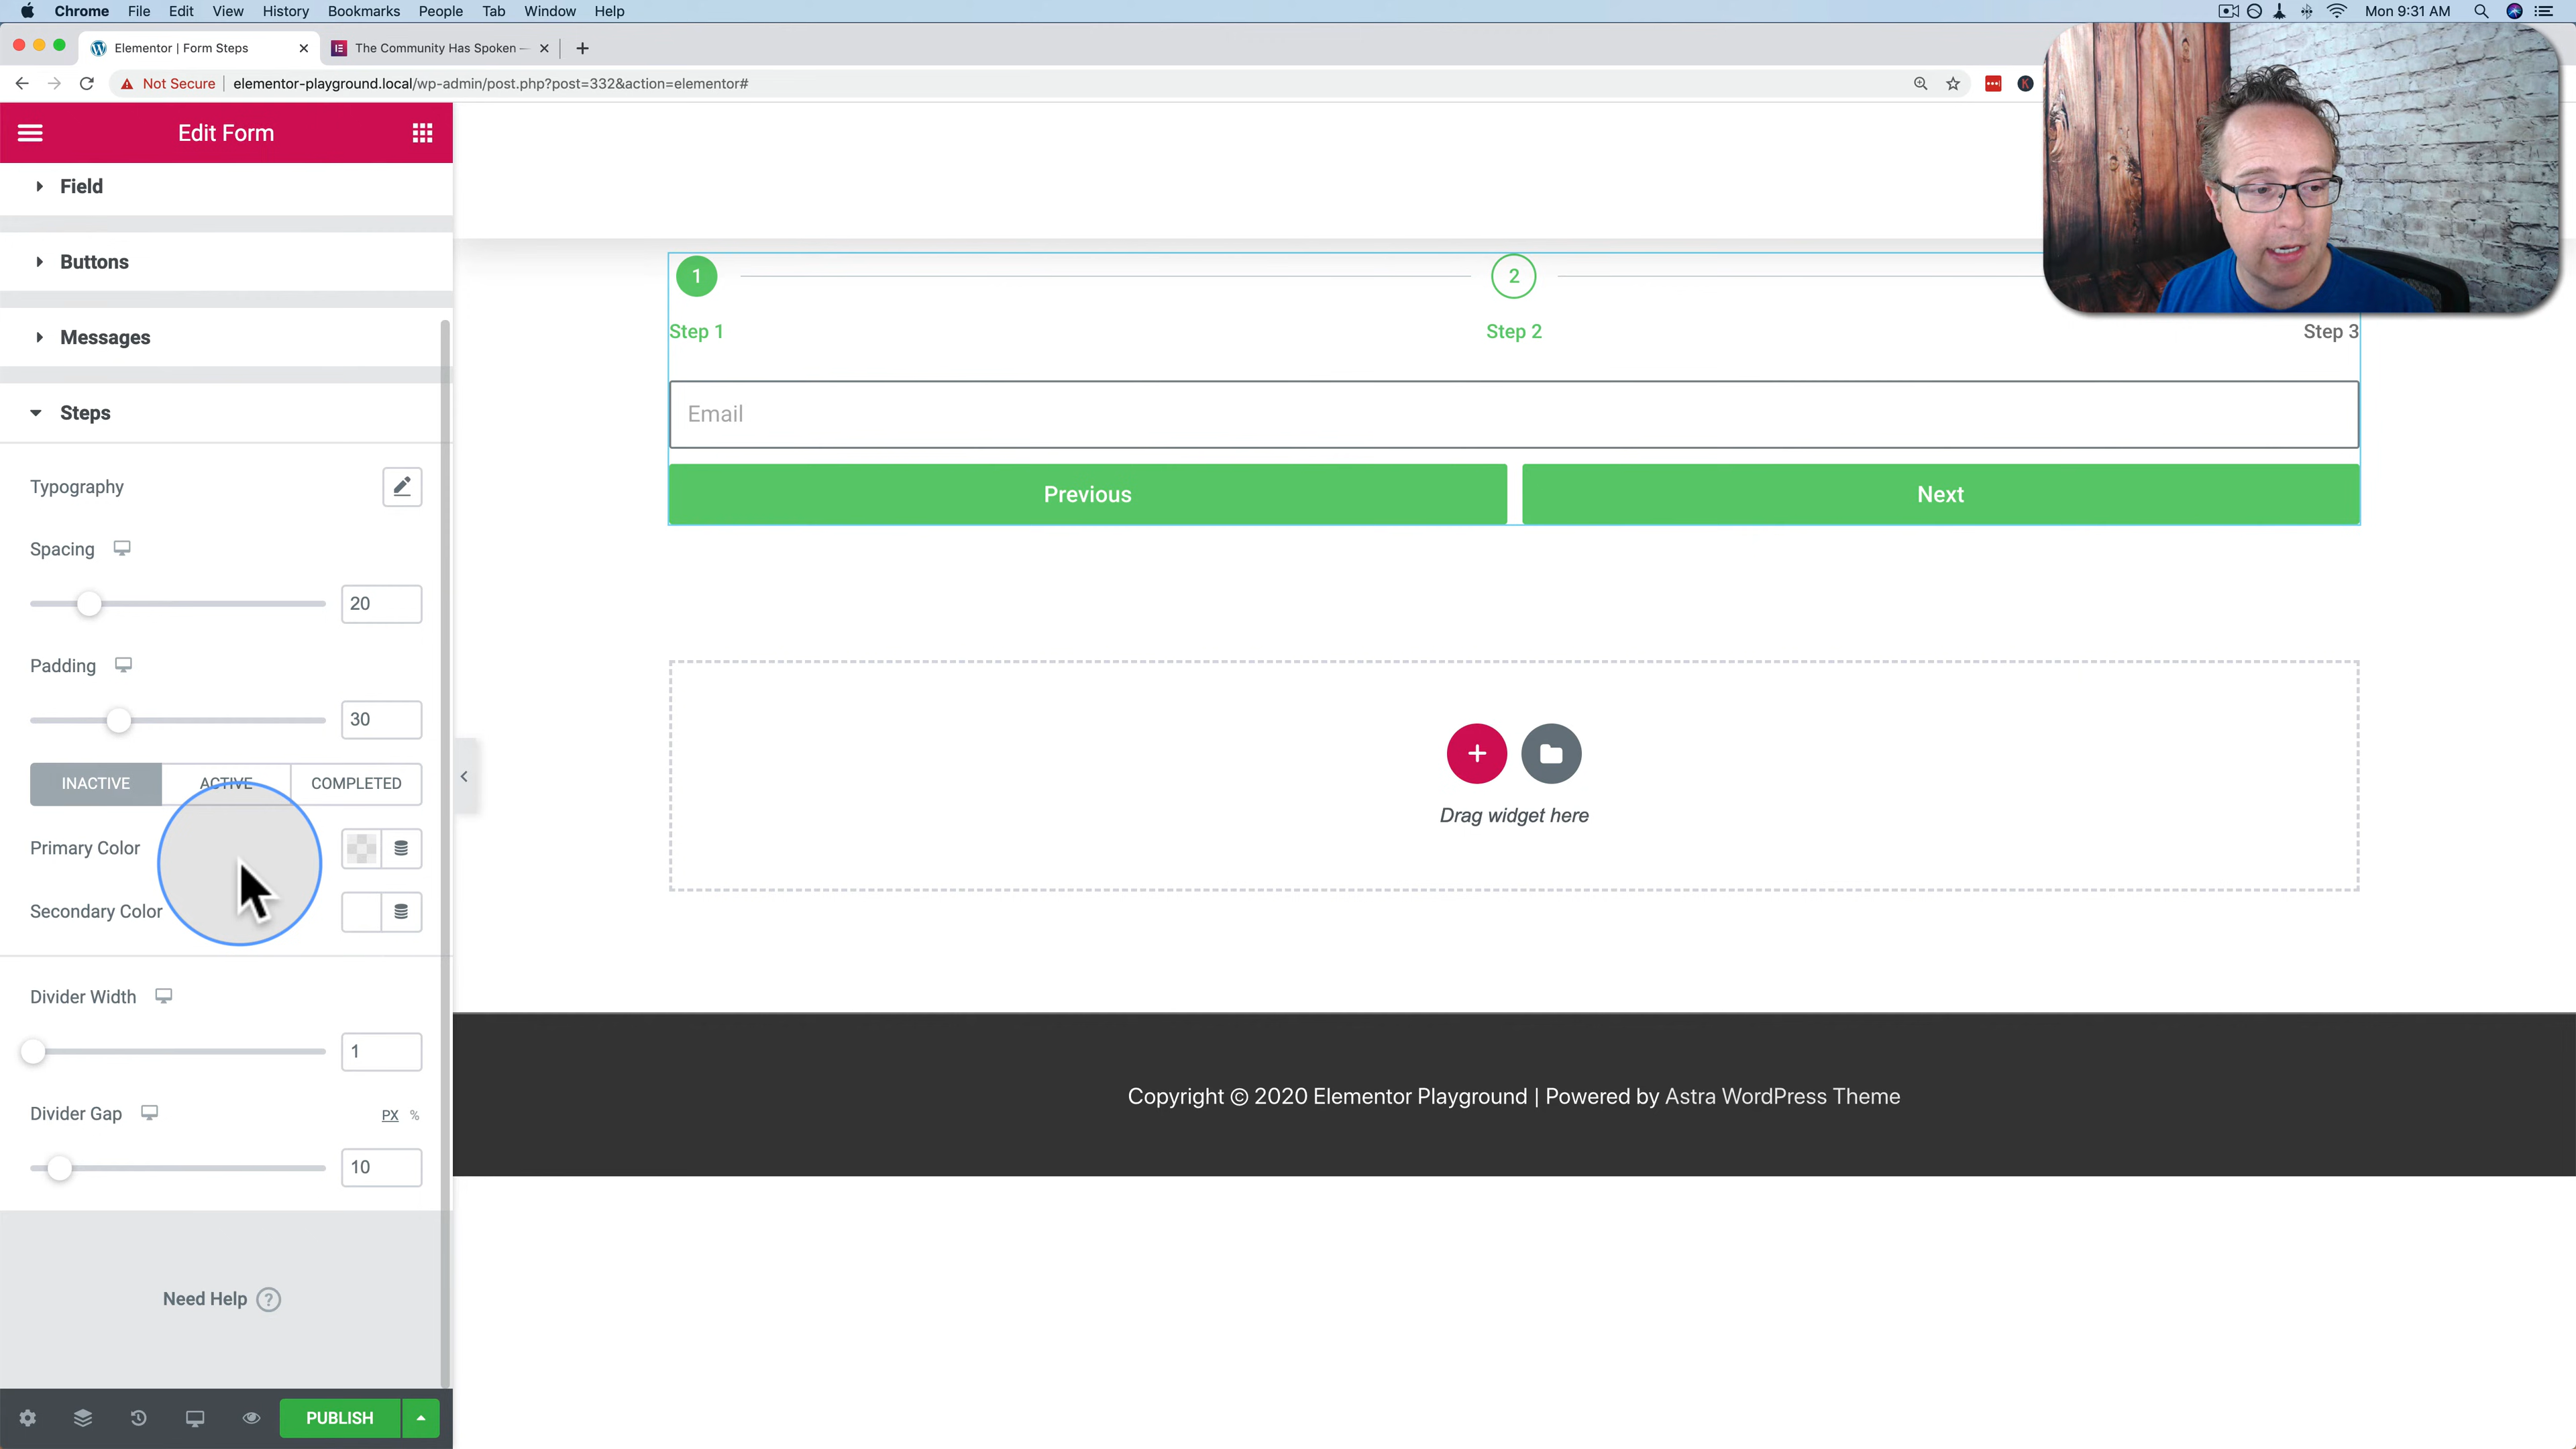 Chrome File Edit View History Bookmarks People Tab Window Help Mon 9:31 AM
Elementor | Form Steps The Community Has Spoken —
Not Secure elementor-playground.local/wp-admin/post.php?post=332&action=elementor#
Edit Form
Field
Buttons
Messages
Steps
Typography
Spacing
20
Padding
30
INACTIVE ACTIVE COMPLETED
Primary Color
Secondary Color
Divider Width
1
Divider Gap PX %
10
Need Help ?
PUBLISH
1 2
Step 1 Step 2 Step 3
Email
Previous Next
Drag widget here
Copyright © 2020 Elementor Playground | Powered by Astra WordPress Theme